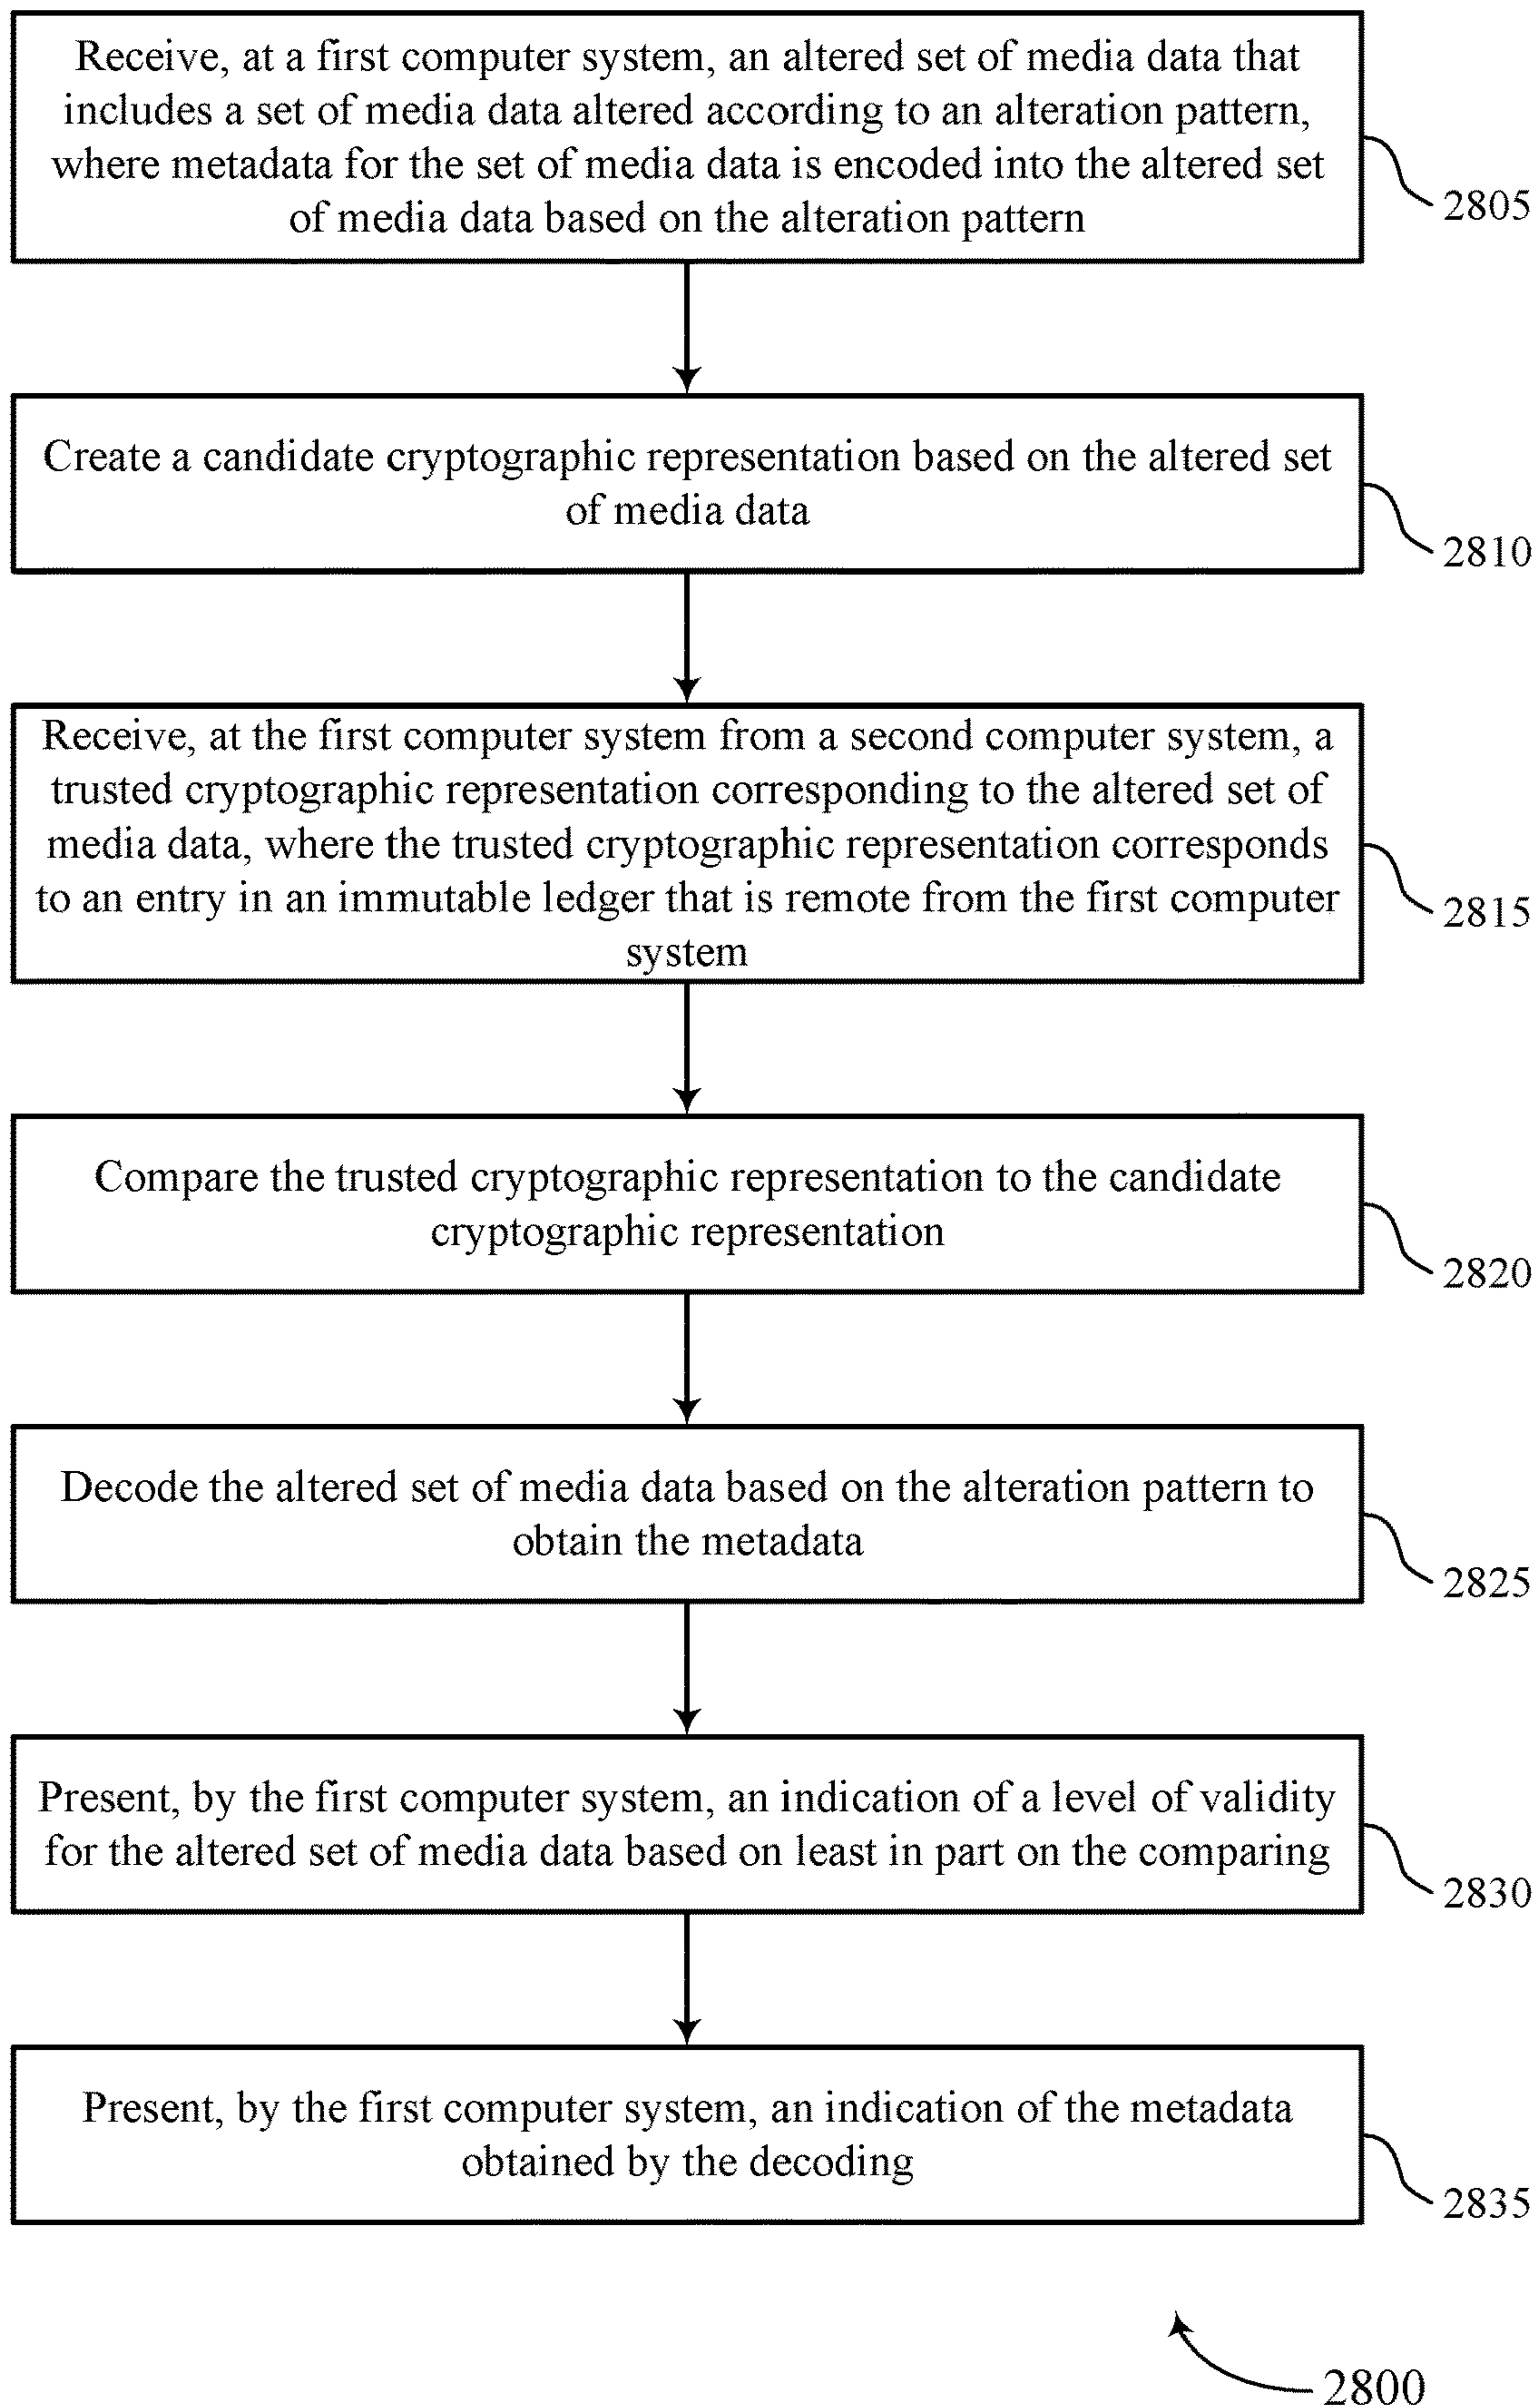 Receive, at a first computer system, an altered set of media data that
includes a set of media data altered according to an alteration pattern,
where metadata for the set of media data is encoded into the altered set
of media data based on the alteration pattern
2805
Create a candidate cryptographic representation based on the altered set
of media data
2810
Receive, at the first computer system from a second computer system, a
trusted cryptographic representation corresponding to the altered set of
media data, where the trusted cryptographic representation corresponds
to an entry in an immutable ledger that is remote from the first computer
system
2815
Compare the trusted cryptographic representation to the candidate
cryptographic representation
2820
Decode the altered set of media data based on the alteration pattern to
obtain the metadata
2825
Present, by the first computer system, an indication of a level of validity
for the altered set of media data based on least in part on the comparing
2830
Present, by the first computer system, an indication of the metadata
obtained by the decoding
2835
2800